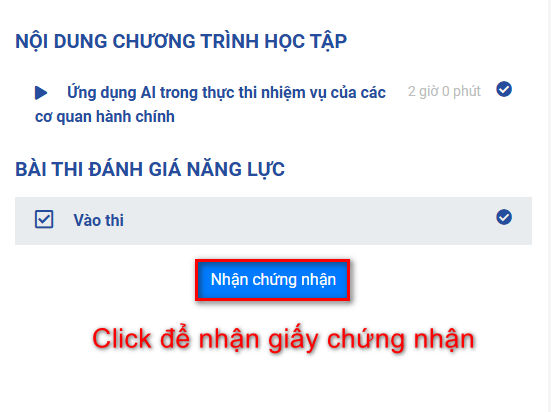 NỘI DUNG CHƯƠNG TRÌNH HỌC TẬP
Ứng dụng AI trong thực thi nhiệm vụ của các 2 giờ 0 phút
cơ quan hành chính
BÀI THI ĐÁNH GIÁ NĂNG LỰC
Vào thi
Nhận chứng nhận
Click để nhận giấy chứng nhận